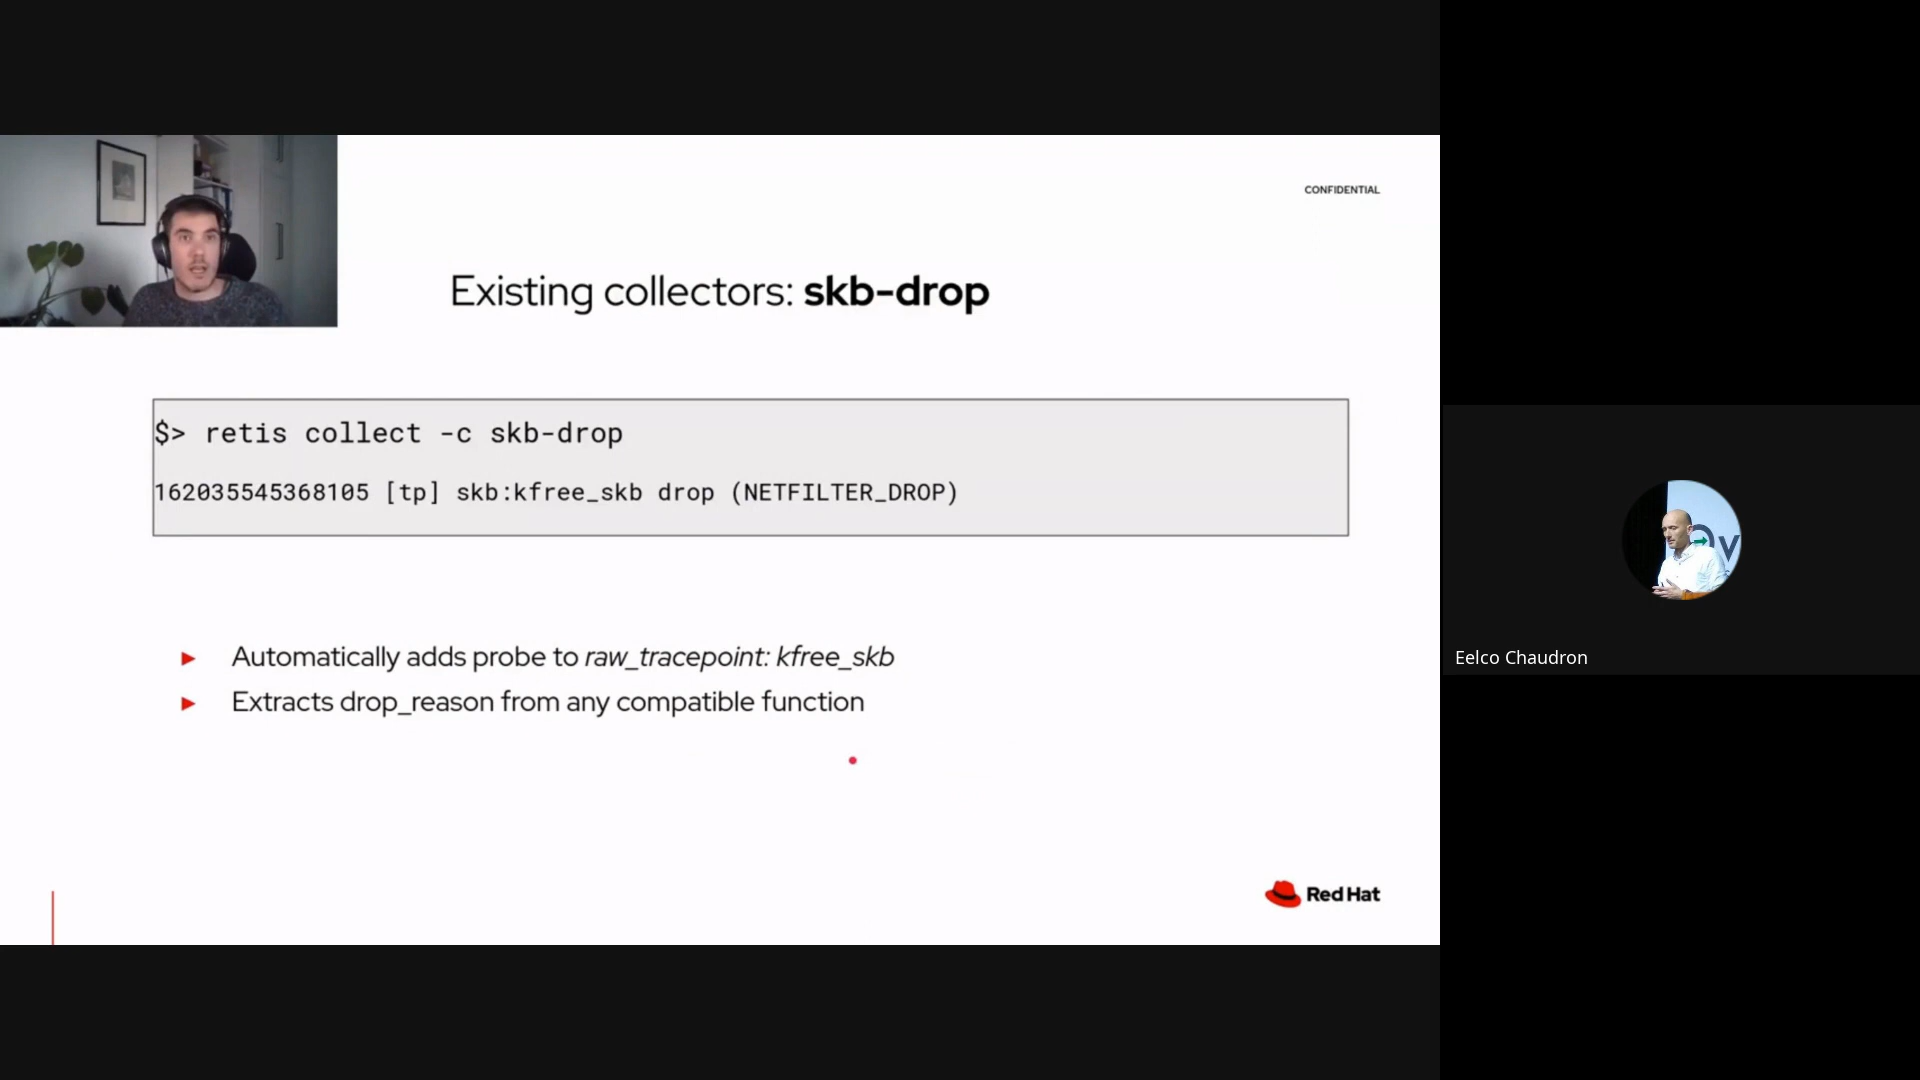 CONFIDENTIAL
Existing collectors: skb-drop
$> retis collect -c skb-drop
162035545368105 [tp] skb:kfree_skb drop (NETFILTER_DROP)
Automatically adds probe to raw_tracepoint: kfree_skb
Extracts drop_reason from any compatible function
Red Hat
Eelco Chaudron